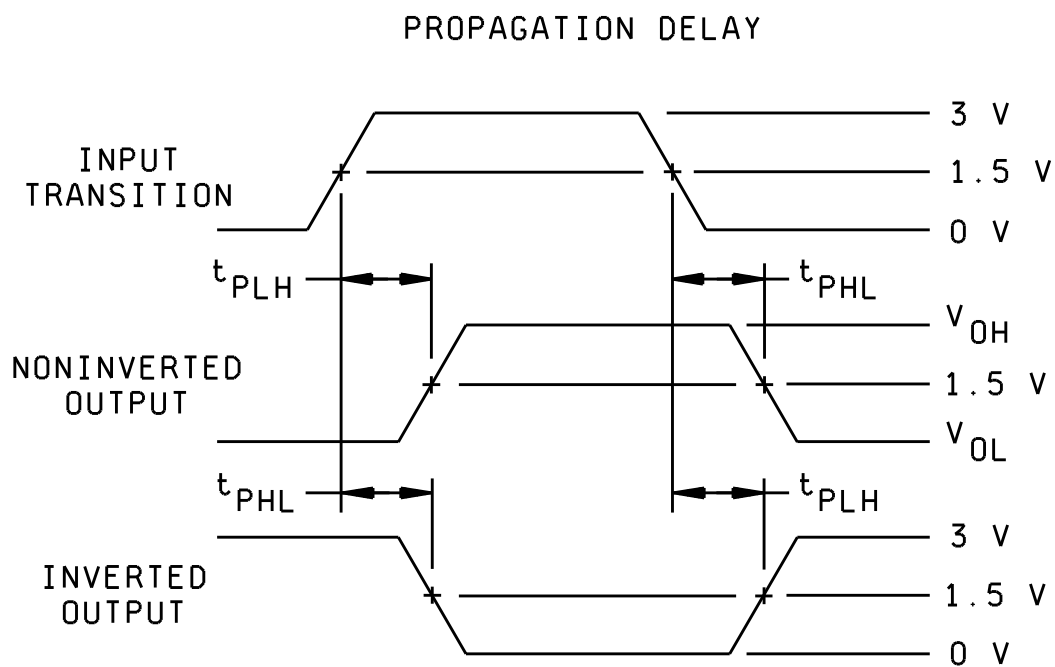 PROPAGATION DELAY
3 V
INPUT
TRANSITION
1.5 V
0 V
tPLH
tPHL
VOH
NONINVERTED
OUTPUT
1.5 V
VOL
tPHL
tPLH
3 V
INVERTED
OUTPUT
1.5 V
0 V